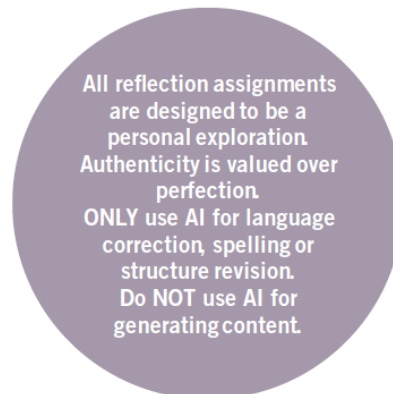 All reflection assignments
are designed to be a
personal exploration.
Authenticity is valued over
perfection.
ONLY use AI for language
correction, spelling or
structure revision.
Do NOT use AI for
generating content.